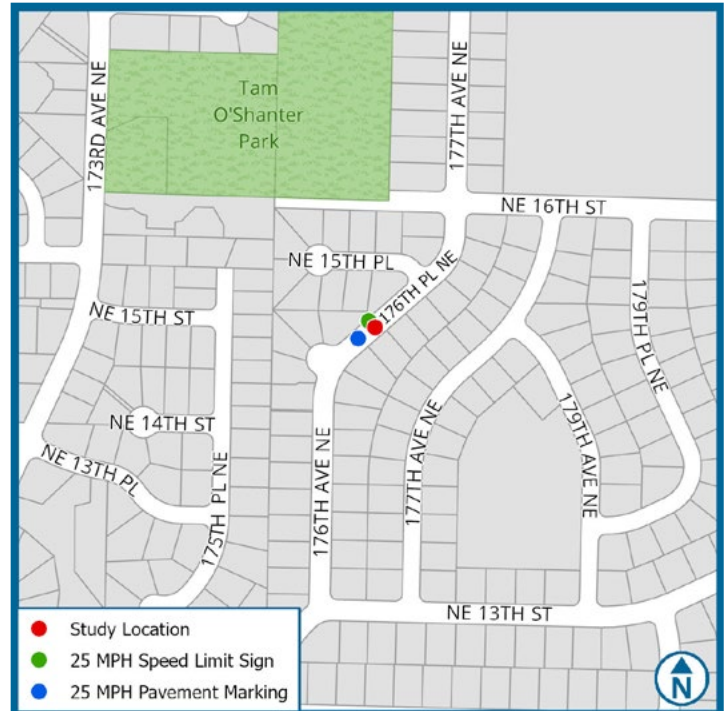 173RD AVE NE
Tam
O'Shanter
Park
177TH AVE NE
NE 16TH ST
NE 15TH PL
176TH PL NE
179TH PL NE
NE 15TH ST
NE 14TH ST
NE 13TH PL
175TH PL NE
176TH AVE NE
177TH AVE NE
179TH AVE NE
NE 13TH ST
Study Location
25 MPH Speed Limit Sign
25 MPH Pavement Marking
N